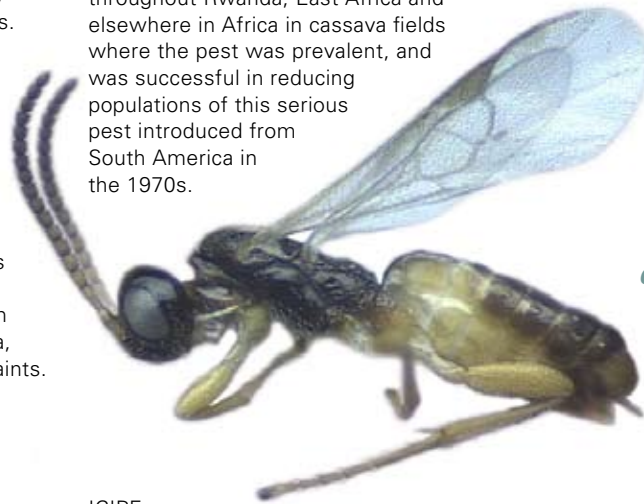 s.
s
n
a,
aints.
throughout Rwanda, East Africa and
elsewhere in Africa in cassava fields
where the pest was prevalent, and
was successful in reducing
populations of this serious
pest introduced from
South America in
the 1970s.
ICIPE